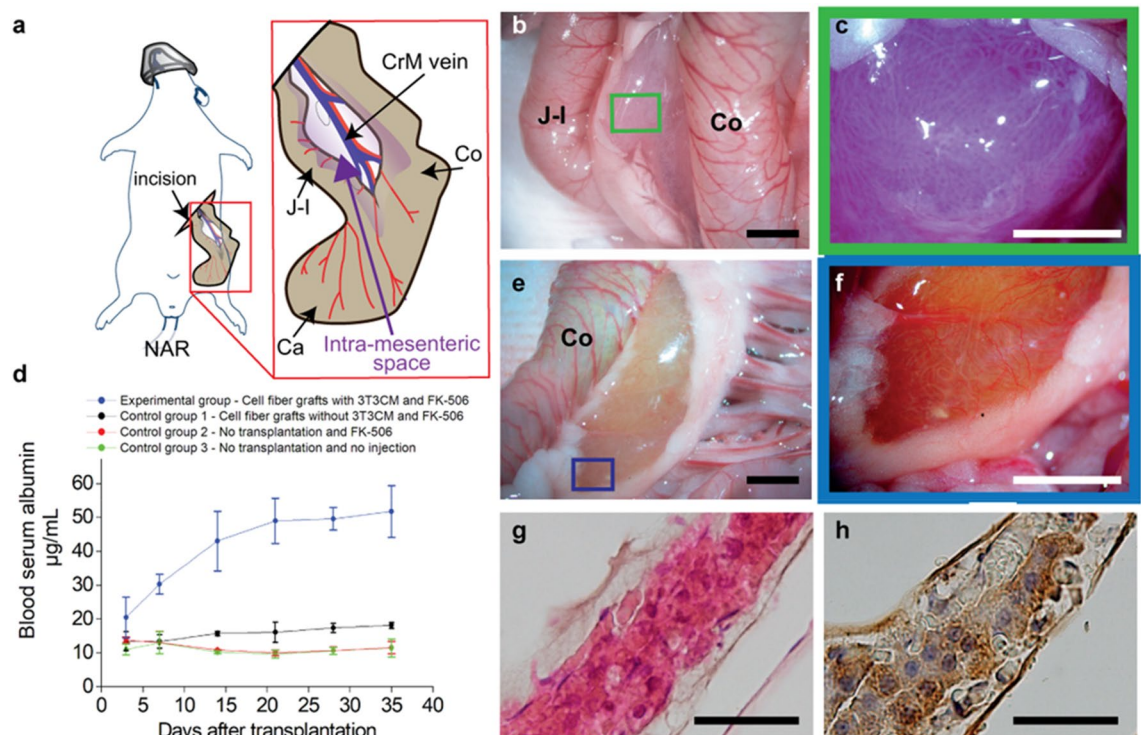 a
CrM vein
Co
incision
J-I
Ca
NAR
Intra-mesenteric
space
b
J-I
Co
c
d
Experimental group - Cell fiber grafts with 3T3CM and FK-506
Control group 1 - Cell fiber grafts without 3T3CM and FK-506
Control group 2 - No transplantation and FK-506
Control group 3 - No transplantation and no injection
Blood serum albumin
µg/mL
60
50
40
30
20
10
0
0 5 10 15 20 25 30 35 40
Days after transplantation
e
Co
f
g
h